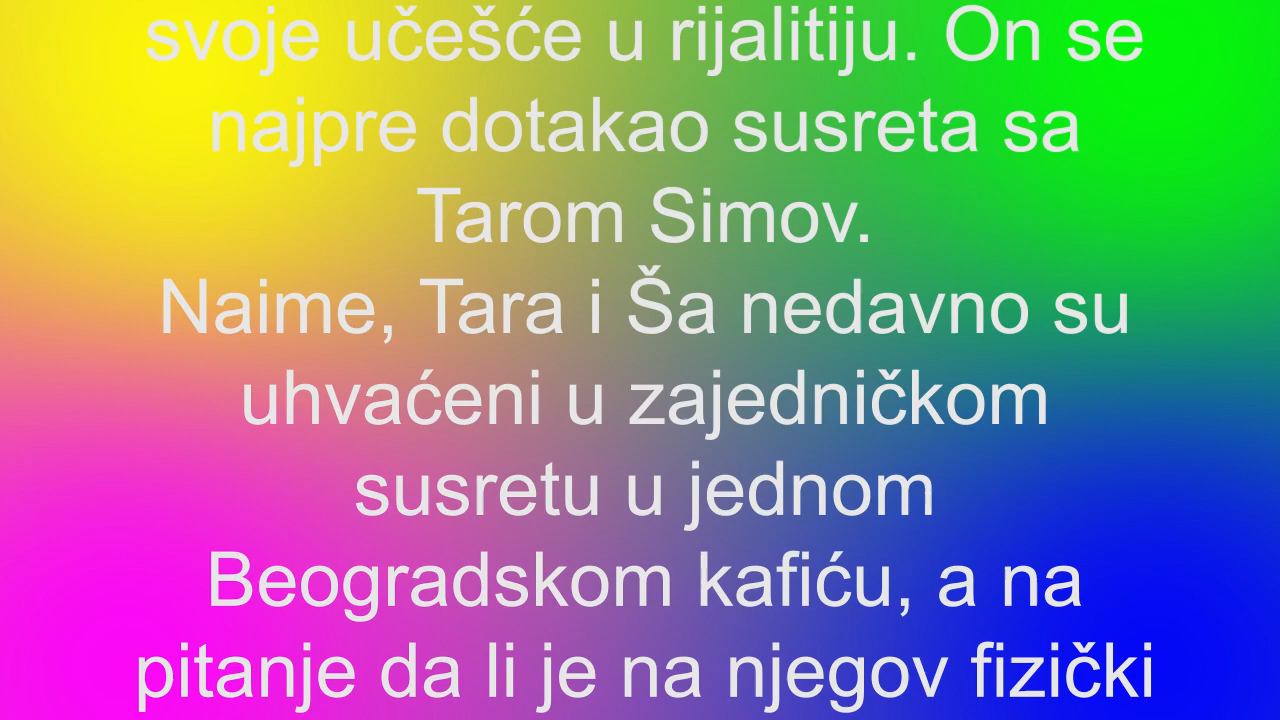 svoje učešće u rijalitiju. On se
najpre dotakao susreta sa
Tarom Simov.
Naime, Tara i Ša nedavno su
uhvaćeni u zajedničkom
susretu u jednom
Beogradskom kafiću, a na
pitanje da li je na njegov fizički